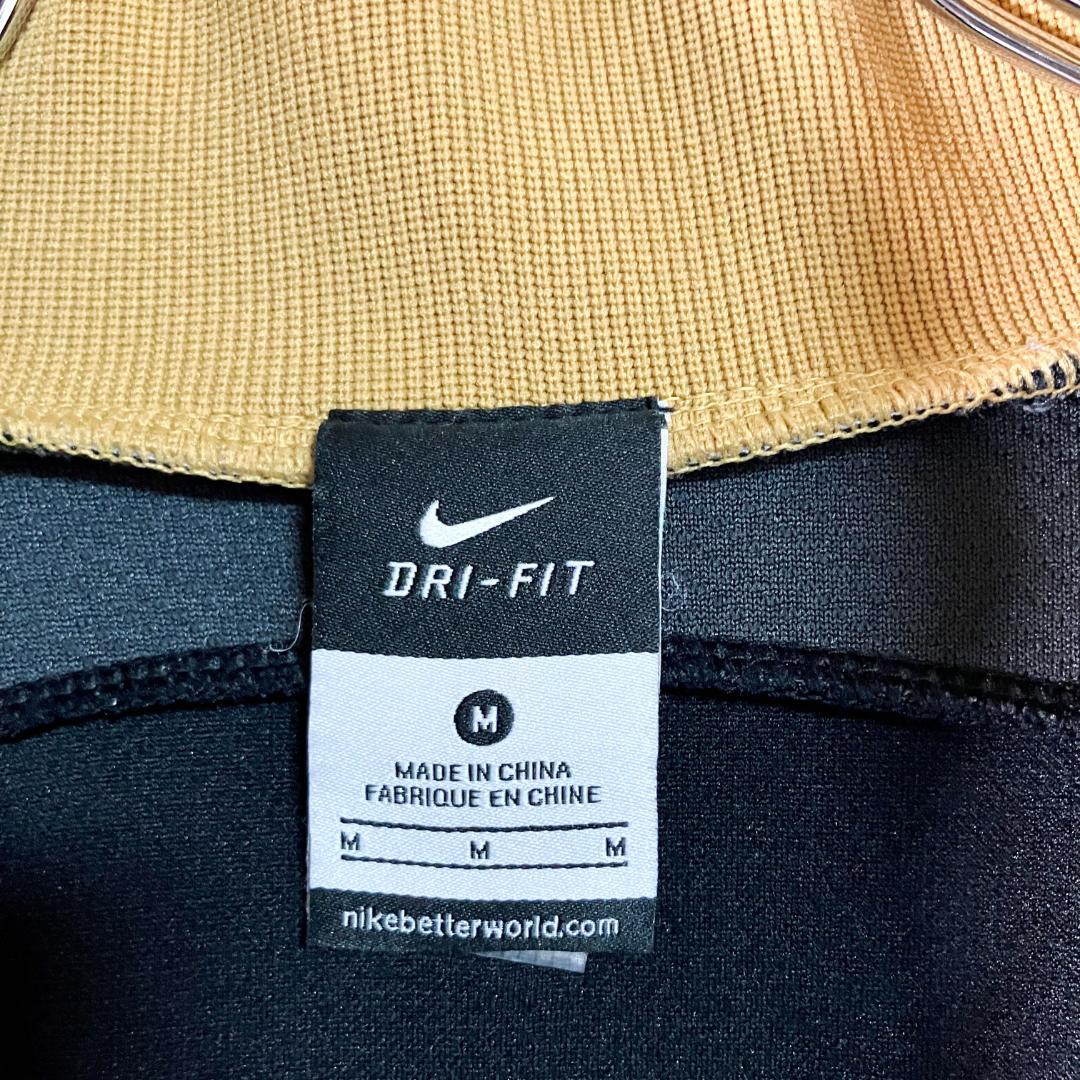 DRI-FIT
M
MADE IN CHINA
FABRIQUE EN CHINE
M M M
nikebetterworld.com